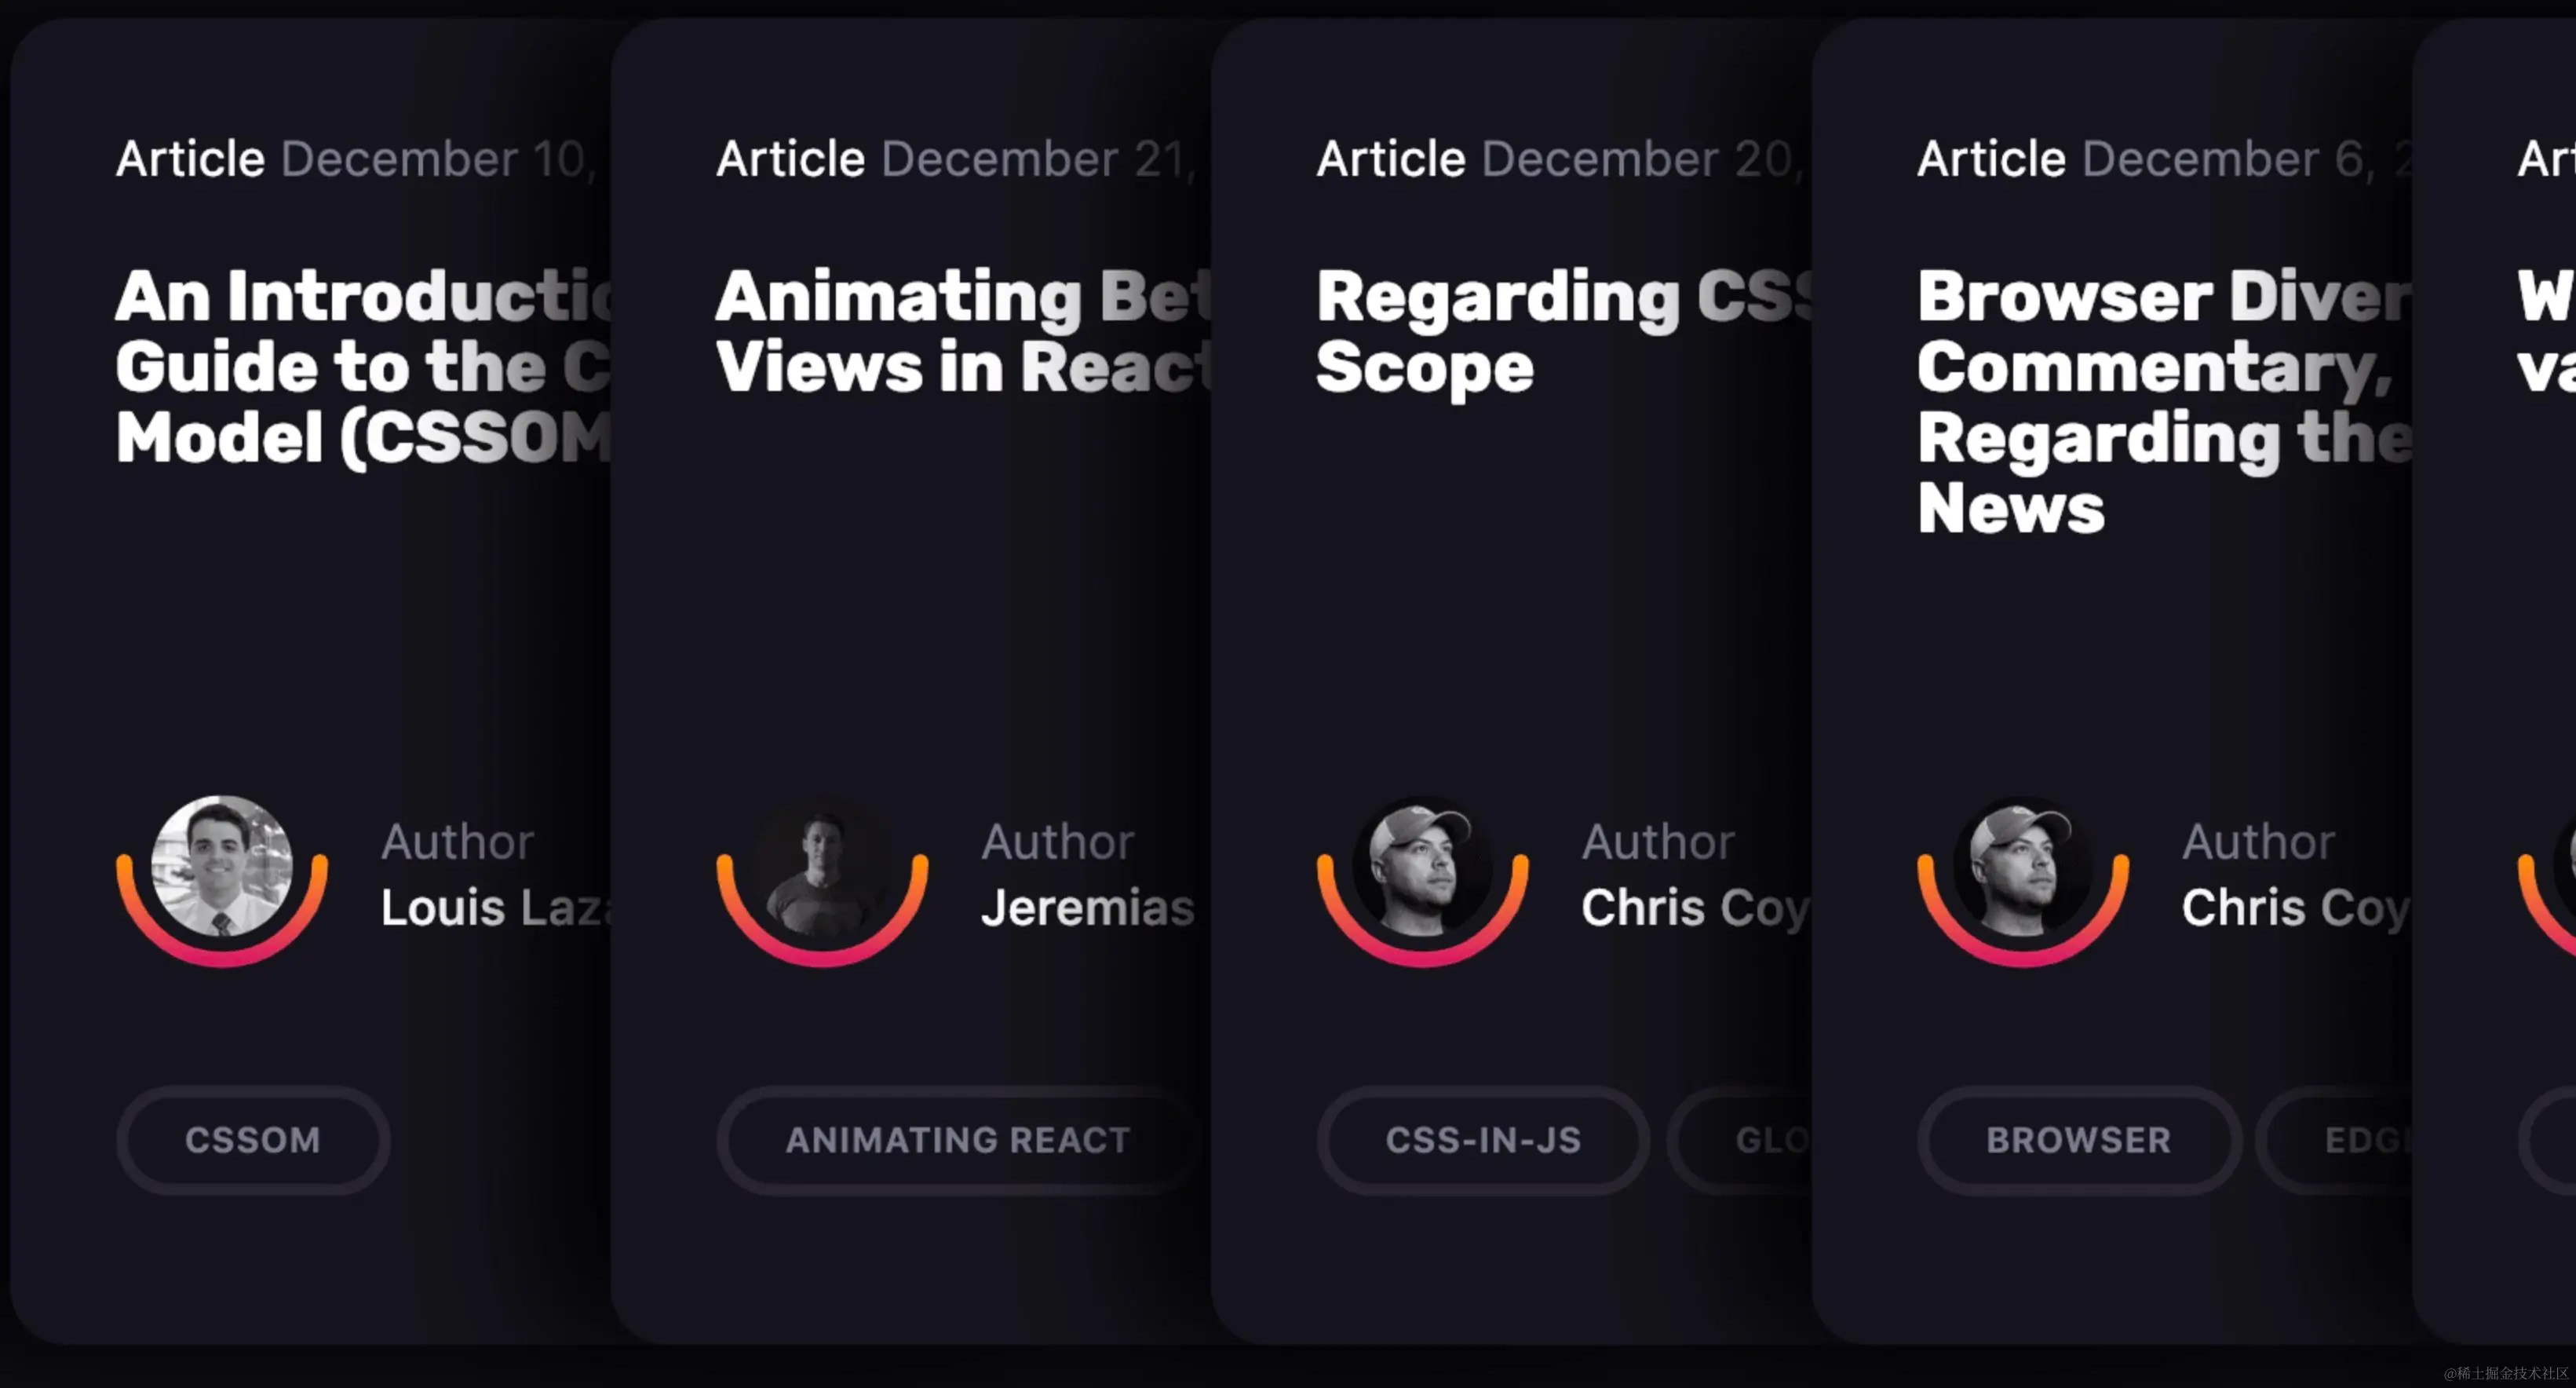 Article December 10,
An Introductio
Guide to the C
Model (CSSOM
Author
Louis Laza
CSSOM
Article December 21,
Animating Bet
Views in React
Author
Jeremias
ANIMATING REACT
Article December 20,
Regarding CSS
Scope
Author
Chris Coy
CSS-IN-JS
GLO
Article December 6, 2
Browser Diver
Commentary,
Regarding the
News
Author
Chris Coy
BROWSER
EDG
Art
W
va
@稀土掘金技术社区